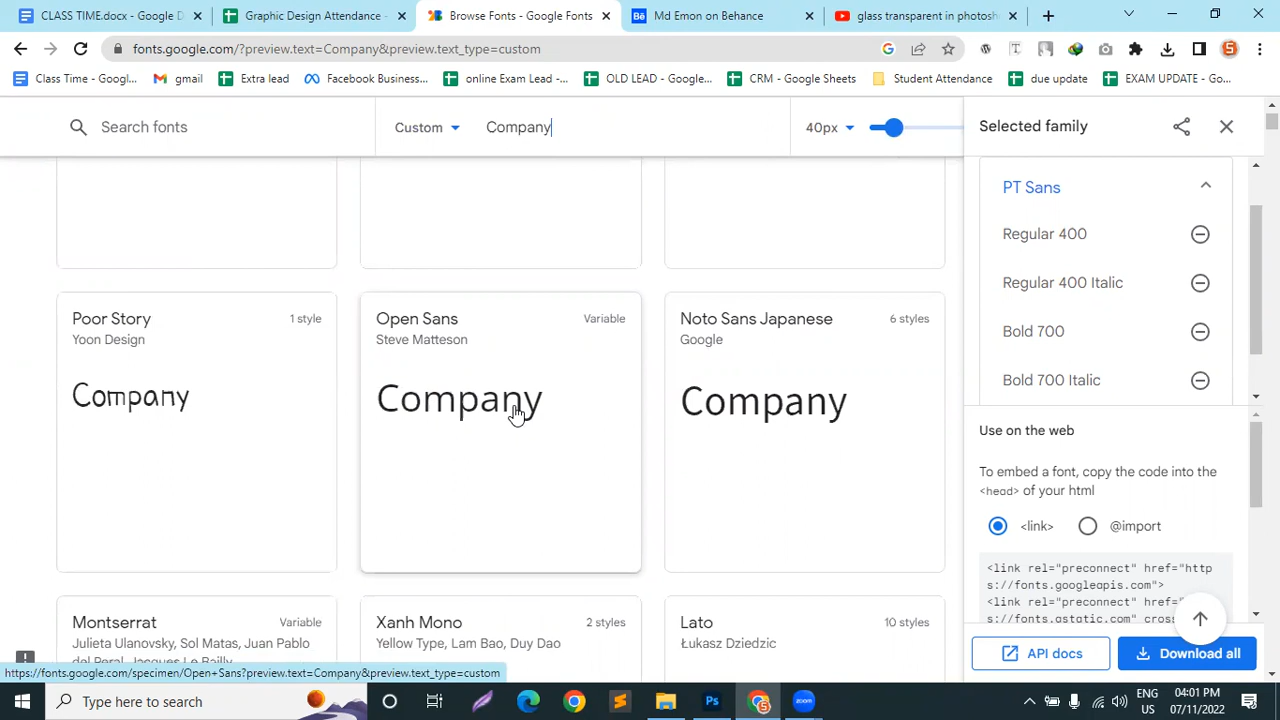 CLASS TIME.docx - Google D
Graphic Design Attendance -
Browse Fonts - Google Fonts
Md Emon on Behance
glass transparent in photosh
fonts.google.com/?preview.text=Company&preview.text_type=custom
Class Time - Googl...
gmail
Extra lead
Facebook Business...
online Exam Lead -...
OLD LEAD - Google...
CRM - Google Sheets
Student Attendance
due update
EXAM UPDATE - Go...
Search fonts
Custom
Company
40px
Selected family
PT Sans
Regular 400
Regular 400 Italic
Bold 700
Bold 700 Italic
Poor Story
1 style
Yoon Design
Company
Open Sans
Variable
Steve Matteson
Company
Noto Sans Japanese
6 styles
Google
Company
Use on the web
To embed a font, copy the code into the
<head> of your html
<link>
@import
<link rel="preconnect" href="http
s://fonts.googleapis.com">
<link rel="preconnect" href="
s://fonts.gstatic.com" cross
Montserrat
Variable
Julieta Ulanovsky, Sol Matas, Juan Pablo
del Peral, Jacques Le Bailly
Xanh Mono
2 styles
Yellow Type, Lam Bao, Duy Dao
Lato
10 styles
Łukasz Dziedzic
API docs
Download all
https://fonts.google.com/specimen/Open+Sans?preview.text=Company&preview.text_type=custom
Type here to search
ENG
US
04:01 PM
07/11/2022